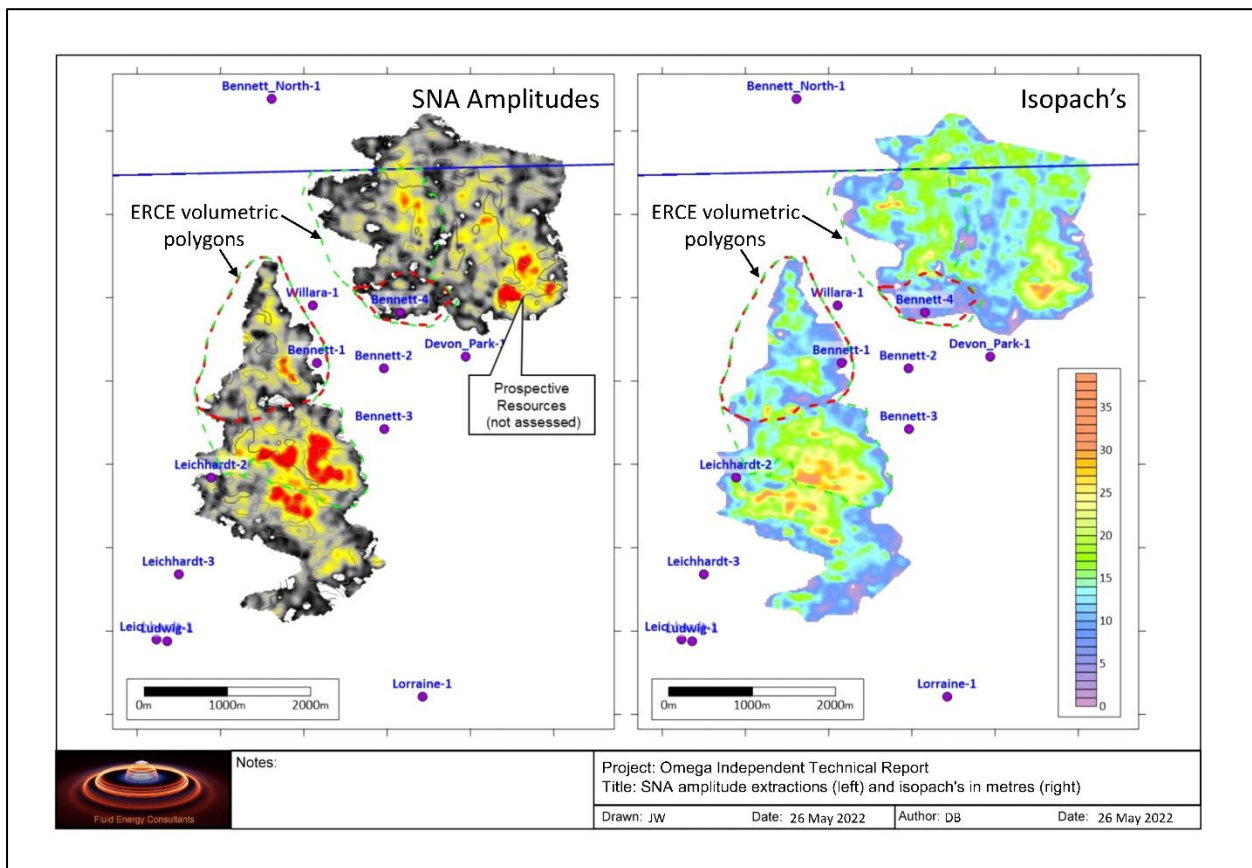 Bennett_North-1
SNA Amplitudes
ERCE volumetric
polygons
Willara-1
Bennett-4
Bennett-1
Bennett-2
Devon_Park-1
Prospective
Resources
(not assessed)
Bennett-3
Leichhardt-2
Leichhardt-3
Ludwig-1
Lorraine-1
0m
1000m
2000m
Bennett_North-1
Isopach's
ERCE volumetric
polygons
Willara-1
Bennett-4
Bennett-1
Bennett-2
Devon_Park-1
Bennett-3
Leichhardt-2
Leichhardt-3
Ludwig-1
Lorraine-1
0m
1000m
2000m
35
30
25
20
15
10
5
0
Fluid Energy Consultants
Notes:
Project: Omega Independent Technical Report
Title: SNA amplitude extractions (left) and isopach's in metres (right)
Drawn: JW Date: 26 May 2022 Author: DB Date: 26 May 2022